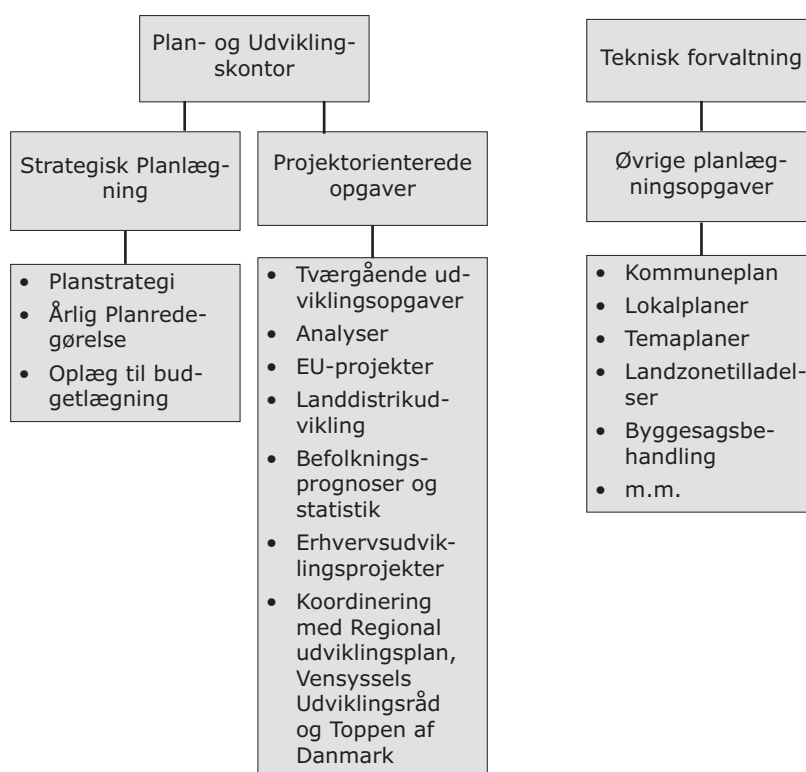 Plan- og Udvikling-
skontor
Strategisk Planlæg-
ning
• Planstrategi
• Årlig Planrede-
gørelse
• Oplæg til bud-
getlægning
Projektorienterede
opgaver
• Tværgående ud-
viklingsopgaver
• Analyser
• EU-projekter
• Landdistrikud-
vikling
• Befolknings-
prognoser og
statistik
• Erhvervsudvik-
lingsprojekter
• Koordinering
med Regional
udviklingsplan,
Vensyssels
Udviklingsråd
og Toppen af
Danmark
Teknisk forvaltning
Øvrige planlæg-
ningsopgaver
• Kommuneplan
• Lokalplaner
• Temaplaner
• Landzonetilladel-
ser
• Byggesagsbe-
handling
• m.m.